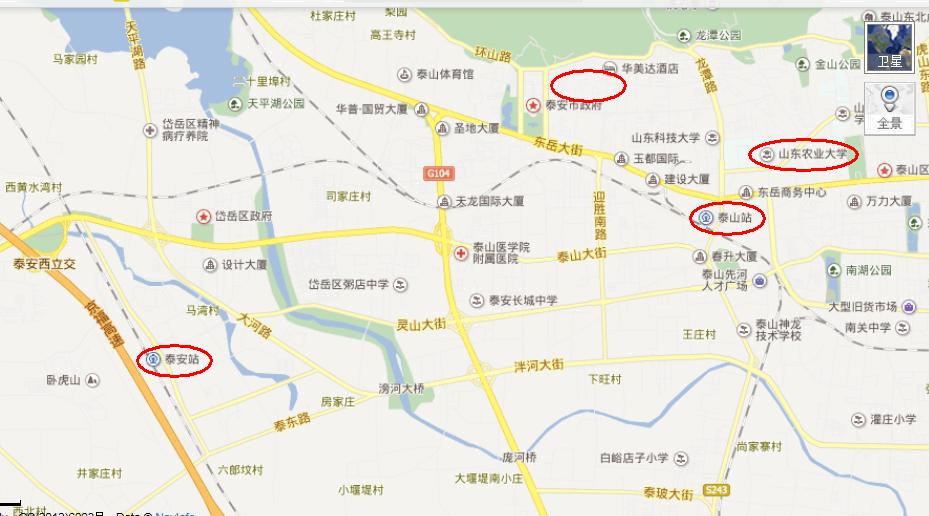 杜家庄村
梨园
高王寺村
龙潭公园
泰山东北
天平湖路
马家园村
环山路
泰山体育馆
华美达酒店
龙潭路
金山公园
卫星
二十里埠村
天平湖公园
华普·国贸大厦
泰安市政府
全景
岱岳区精神
病疗养院
圣地大厦
东岳大街
山东科技大厦
玉都国际..
山东农业大学
G104
建设大厦
泰山区
西黄水湾村
司家庄村
天龙国际大厦
迎胜南路
东岳商务中心
万力大厦
岱岳区政府
泰山站
泰安西立交
设计大厦
泰山医学院
附属医院
泰山大街
春升大厦
南湖公园
岱岳区粥店中学
泰山先河
人才广场
京福高速
马湾村
大河路
泰安长城中学
大型旧货市场
灵山大街
王庄村
泰山神龙
技术学校
南关中学
泰安站
卧虎山
泮河大街
下旺村
滂河大桥
房家庄
泰东路
灌庄小学
尚家寨村
井家庄村
六郎坟村
庞河桥
白峪店子小学
大堰堤南小庄
小堰堤村
泰玻大街
S243
西北村
Data © NavInfo